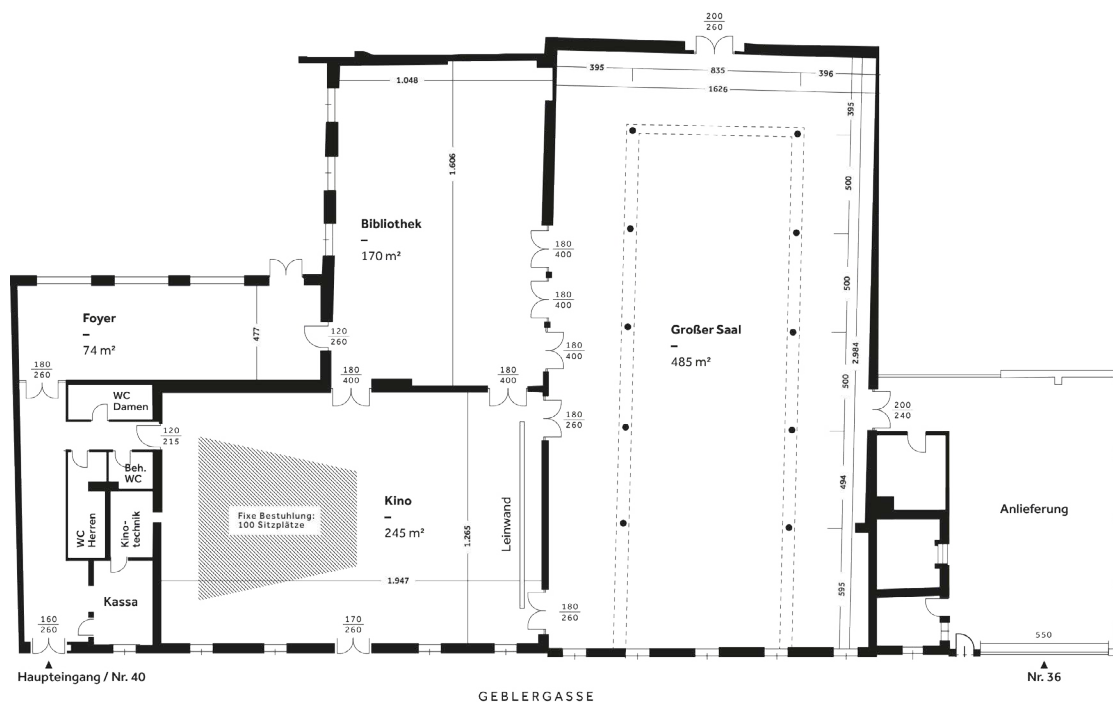 200
260
395
835
396
1626
1.048
395
1.606
500
Bibliothek
–
170 m²
180
400
500
180
400
Foyer
–
74 m²
477
120
260
Großer Saal
–
485 m²
180
400
2.984
180
260
180
400
180
400
500
WC
Damen
180
260
200
240
120
215
Beh.
WC
494
Kino
–
245 m²
Fixe Bestuhlung:
100 Sitzplätze
Leinwand
1.265
Anlieferung
WC
Herren
Kino-
technik
1.947
595
Kassa
180
260
160
260
170
260
550
Haupteingang / Nr. 40
Nr. 36
GEBLERGASSE